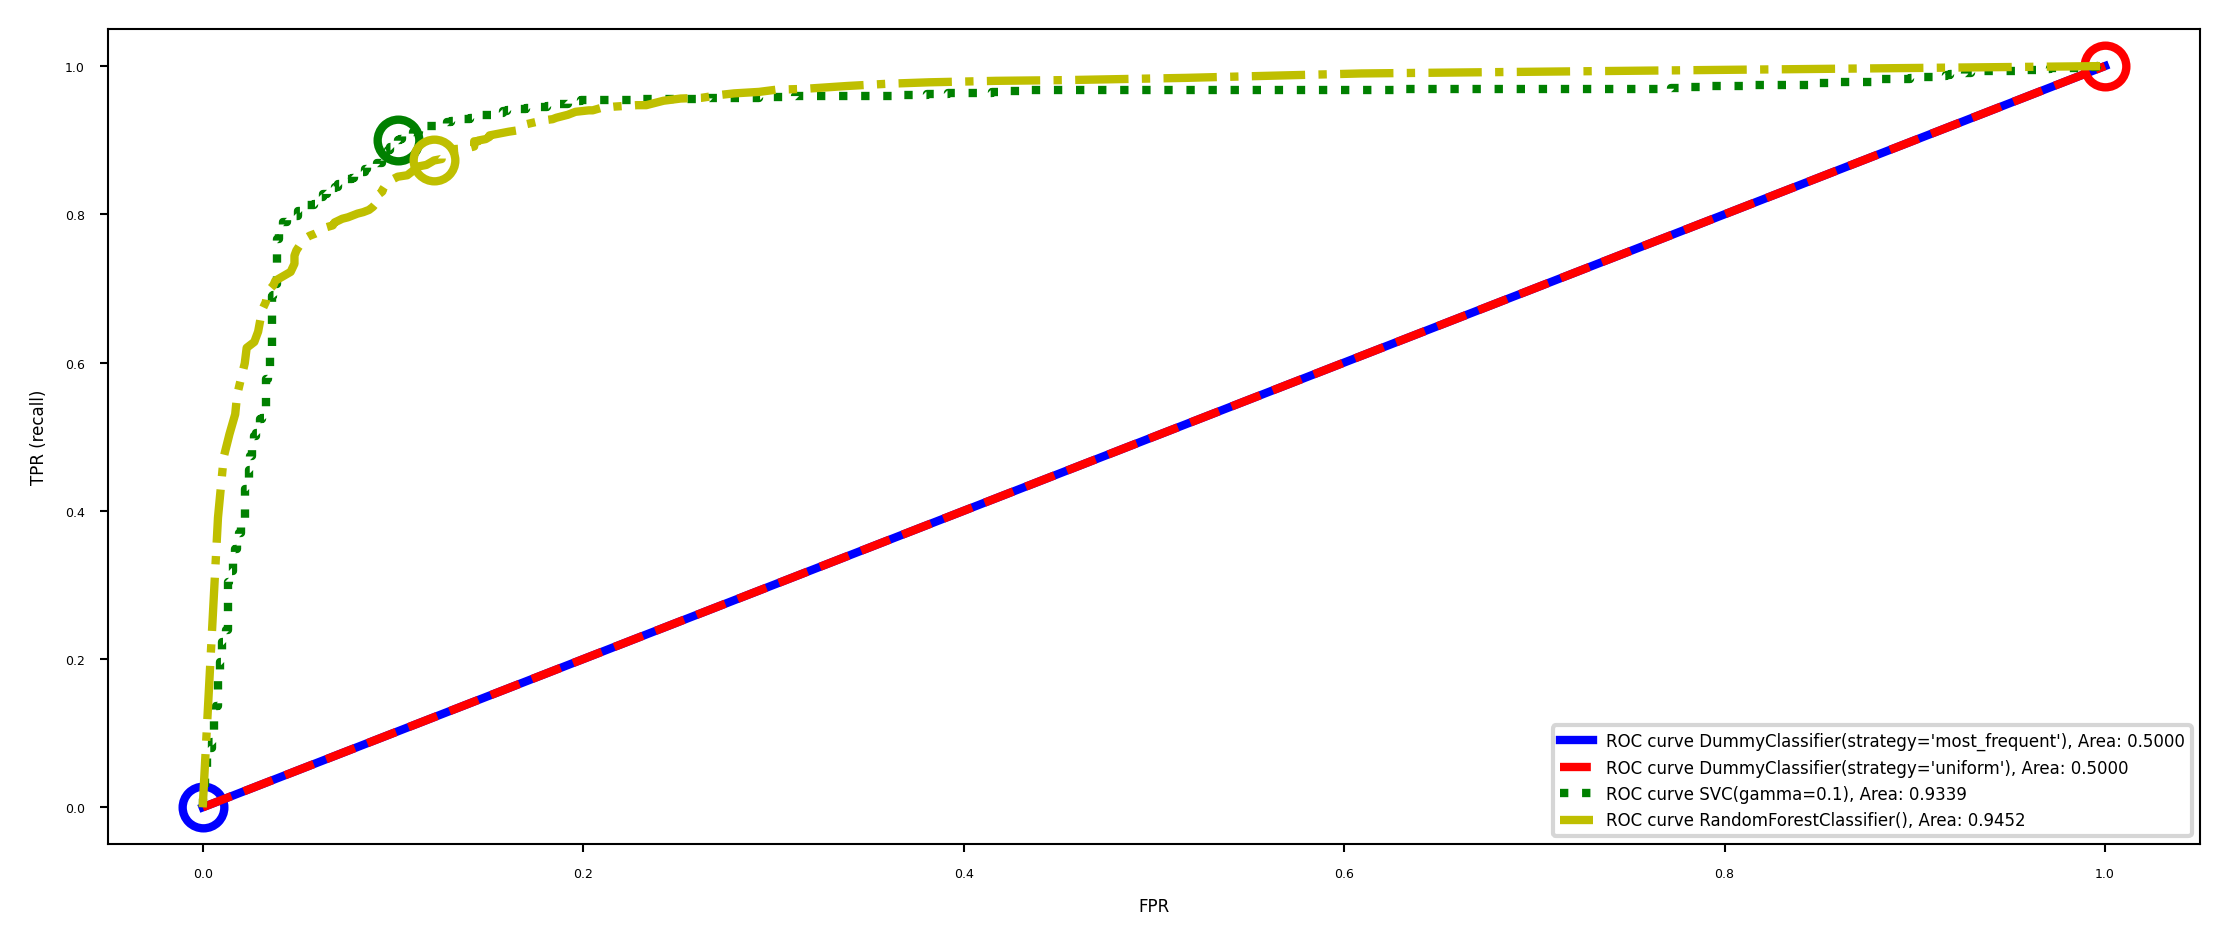 1.0
0.8
0.6
0.4
0.2
0.0
TPR (recall)
ROC curve DummyClassifier(strategy='most_frequent'), Area: 0.5000
ROC curve DummyClassifier(strategy='uniform'), Area: 0.5000
ROC curve SVC(gamma=0.1), Area: 0.9339
ROC curve RandomForestClassifier(), Area: 0.9452
0.0 0.2 0.4 0.6 0.8 1.0
FPR